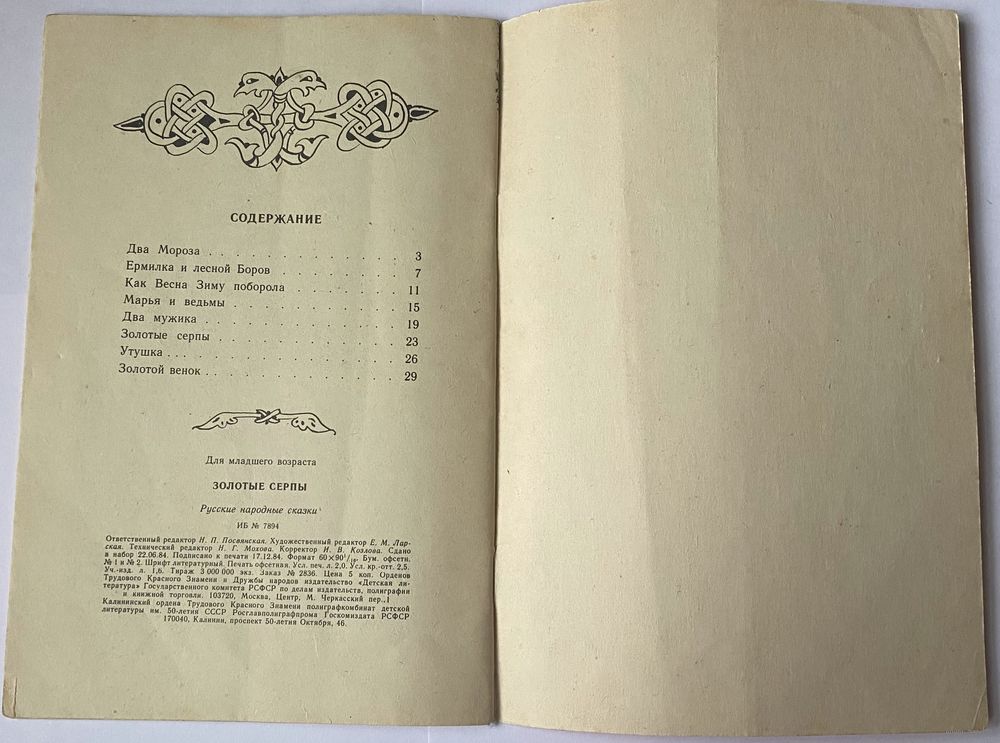 СОДЕРЖАНИЕ
Два Мороза . . . . . . . . . . . . . . 3
Ермилка и лесной Боров . . . . . . . . . 7
Как Весна Зиму поборола . . . . . . . . 11
Марья и ведьмы . . . . . . . . . . . . 15
Два мужика . . . . . . . . . . . . . . 19
Золотые серпы . . . . . . . . . . . . . 23
Утушка . . . . . . . . . . . . . . . . 26
Золотой венок . . . . . . . . . . . . . 29
Для младшего возраста
ЗОЛОТЫЕ СЕРПЫ
Русские народные сказки
ИБ № 7894
Ответственный редактор Н. П. Посвянская. Художественный редактор Е. М. Лар-
ская. Технический редактор Н. Г. Мохова. Корректор И. В. Козлова. Сдано
в набор 22.06.84. Подписано к печати 17.12.84. Формат 60×90¹/₁₆. Бум. офсетн.
№ 1 и № 2. Шрифт литературный. Печать офсетная. Усл. печ. л. 2,0. Усл. кр.-отт. 2,5.
Уч.-изд. л. 1,6. Тираж 3 000 000 экз. Заказ № 2836. Цена 5 коп. Орденов
Трудового Красного Знамени и Дружбы народов издательство «Детская ли-
тература» Государственного комитета РСФСР по делам издательств, полиграфии
и книжной торговли. 103720, Москва, Центр, М. Черкасский пер., 1
Калининский ордена Трудового Красного Знамени полиграфкомбинат детской
литературы им. 50-летия СССР Росглавполиграфпрома Госкомиздата РСФСР
170040, Калинин, проспект 50-летия Октября, 46.